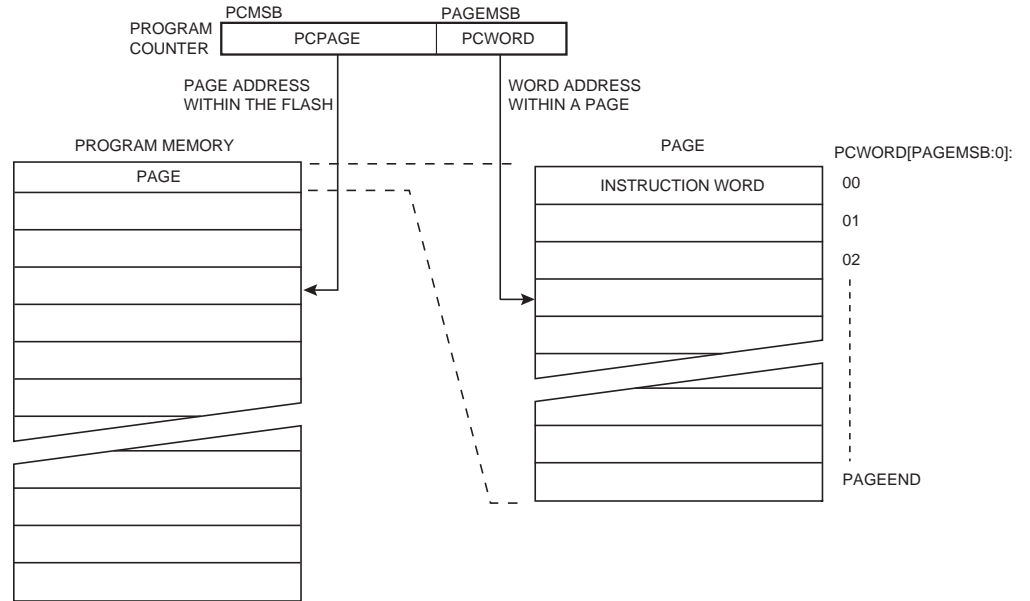 PCMSB
PAGEMSB
PROGRAM
COUNTER
PCPAGE
PCWORD
PAGE ADDRESS
WITHIN THE FLASH
WORD ADDRESS
WITHIN A PAGE
PROGRAM MEMORY
PAGE
PAGE
INSTRUCTION WORD
PCWORD[PAGEMSB:0]:
00
01
02
PAGEEND